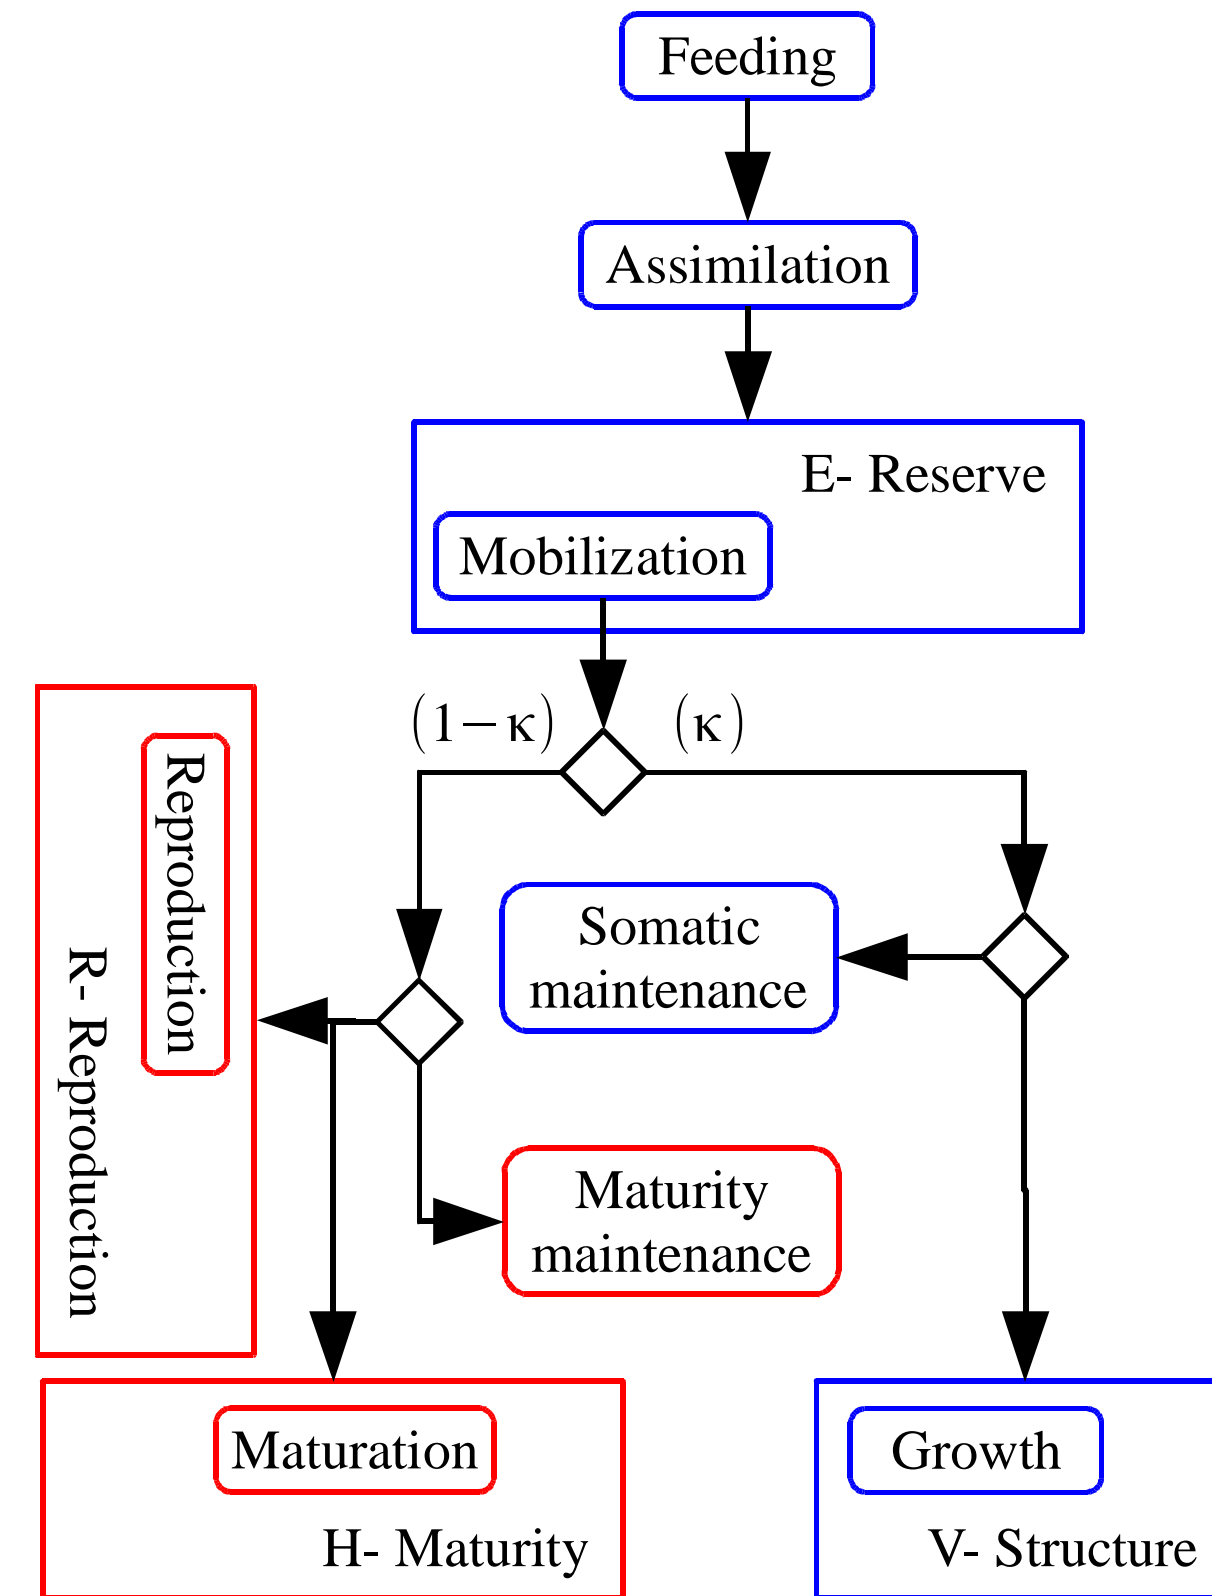 Feeding
Assimilation
E- Reserve
Mobilization
(1−κ)
(κ)
Reproduction
R- Reproduction
Somatic
maintenance
Maturity
maintenance
Maturation
H- Maturity
Growth
V- Structure